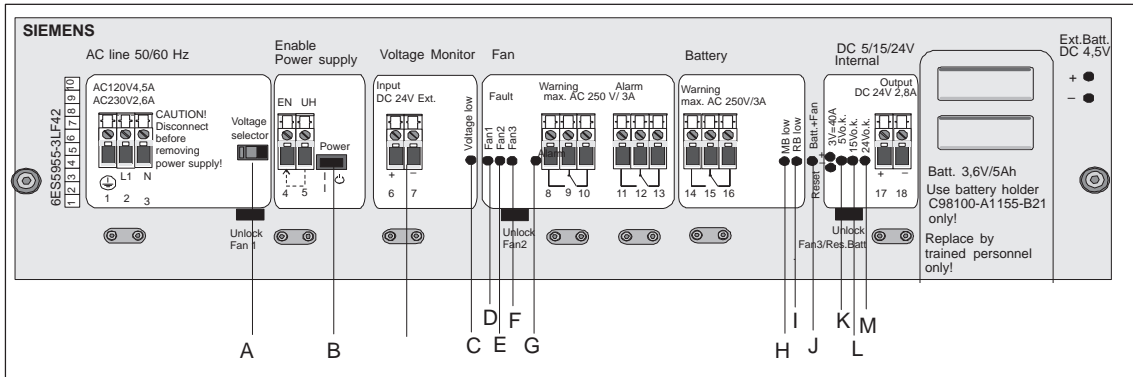 SIEMENS
AC line 50/60 Hz
Enable
Power supply
Voltage Monitor
Fan
Battery
DC 5/15/24V
Internal
Ext.Batt.
DC 4,5V
+
–
6ES5955-3LF42
1 2 3 4 5 6 7 8 9 10
AC120V4,5A
AC230V2,6A
CAUTION!
Disconnect
before
removing
power supply!
Voltage
selector
L1 N
1 2 3
Unlock
Fan 1
EN UH
Power
I
I
4 5
Input
DC 24V Ext.
+ –
6 7
Voltage low
Fault
Fan1
Fan2
Fan3
Warning
max. AC 250 V/ 3A
Alarm
Alarm
8 9 10
11 12 13
Unlock
Fan2
Warning
max. AC 250V/3A
14 15 16
MB low
RB low
Batt.+Fan
Reset
+
–
3V=40A
5Vo.k.
15Vo.k.
24Vo.k.
Output
DC 24V 2,8A
+ –
17 18
Unlock
Fan3/Res.Batt
Batt. 3,6V/5Ah
Use battery holder
C98100-A1155-B21
only!
Replace by
trained personnel
only!
A
B
C
D
E
F
G
H
I
J
K
L
M